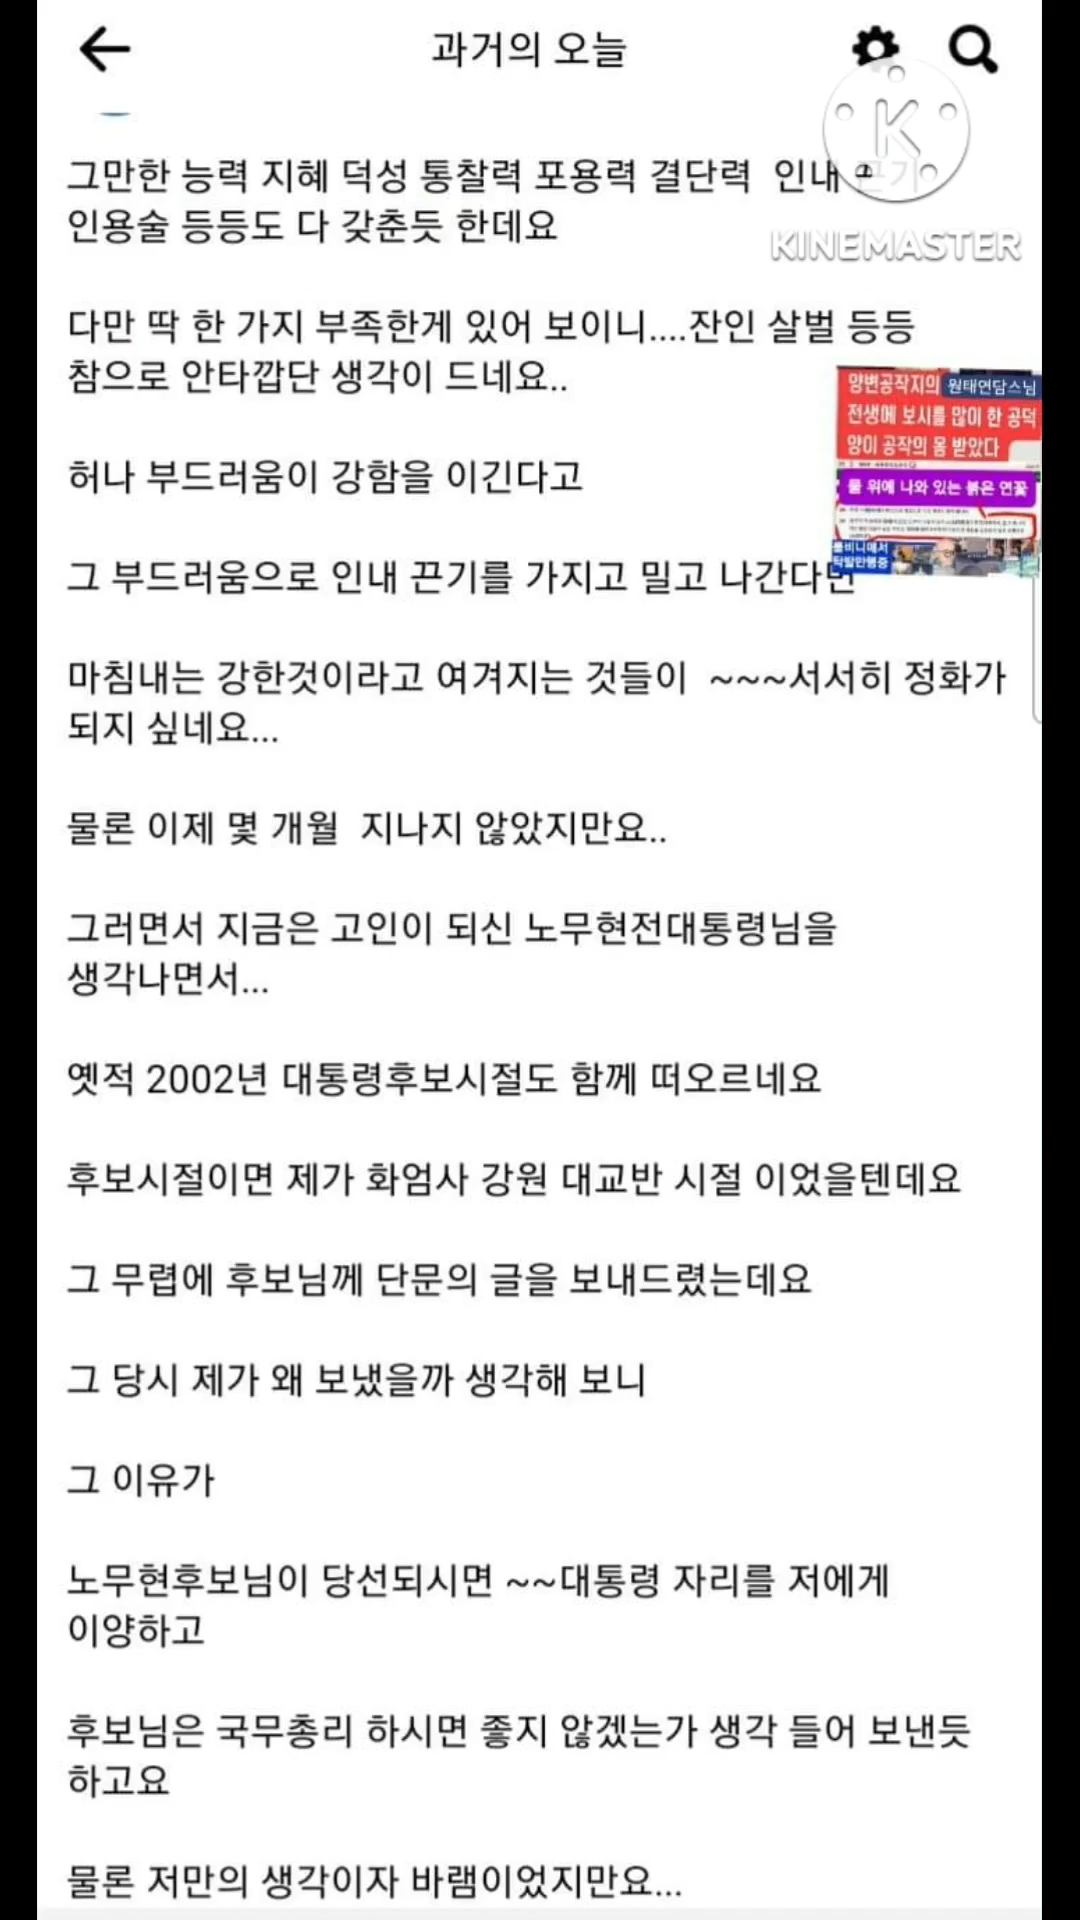 과거의 오늘
그만한 능력 지혜 덕성 통찰력 포용력 결단력 인내 끈기
KINEMASTER
인용술 등등도 다 갖춘듯 한데요
다만 딱 한 가지 부족한게 있어 보이니....잔인 살벌 등등
참으로 안타깝단 생각이 드네요..
양변공작지의 원태연담스님
전생에 보시를 많이 한 공덕
양이 공작의 몸 받았다
물 위에 나와 있는 붉은 연꽃
룸비니에서
탁발만행중
허나 부드러움이 강함을 이긴다고
그 부드러움으로 인내 끈기를 가지고 밀고 나간다면
마침내는 강한것이라고 여겨지는 것들이 ~~~서서히 정화가
되지 싶네요...
물론 이제 몇 개월 지나지 않았지만요..
그러면서 지금은 고인이 되신 노무현전대통령님을
생각나면서...
옛적 2002년 대통령후보시절도 함께 떠오르네요
후보시절이면 제가 화엄사 강원 대교반 시절 이었을텐데요
그 무렵에 후보님께 단문의 글을 보내드렸는데요
그 당시 제가 왜 보냈을까 생각해 보니
그 이유가
노무현후보님이 당선되시면 ~~대통령 자리를 저에게
이양하고
후보님은 국무총리 하시면 좋지 않겠는가 생각 들어 보낸듯
하고요
물론 저만의 생각이자 바램이었지만요...